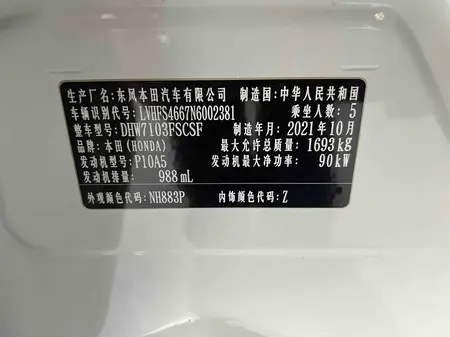 生产厂名:东风本田汽车有限公司 制造国:中华人民共和国
车辆识别代号:LVHFS4667N6002381 乘坐人数: 5
整车型号:DHW7103FSCSF 制造年月:2021年10月
品牌:本田(HONDA) 最大允许总质量: 1693kg
发动机型号:P10A5 发动机最大净功率: 90kW
发动机排量: 988mL
外观颜色代码:NH883P 内饰颜色代码:Z